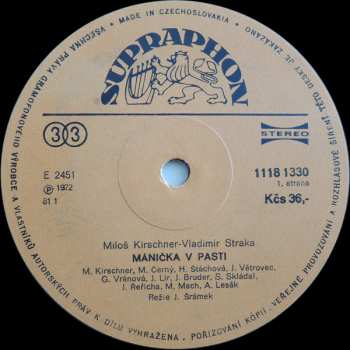 VŠECHNA PRÁVA GRAMOFONOVÉHO VÝROBCE A VLASTNÍKŮ AUTORSKÝCH PRÁV K DÍLU VYHRAŽENA. POŘIZOVÁNÍ KOPIÍ, VEŘEJNÉ PROVOZOVÁNÍ A ROZHLASOVÉ ŠÍŘENÍ TÉTO DESKY JE ZAKÁZÁNO
• MADE IN CZECHOSLOVAKIA •
SUPRAPHON
33
STEREO
E 2451
Ⓟ 1972
81 1
1118 1330
1. strana
Kčs 36,-
Miloš Kirschner-Vladimír Straka
MÁNIČKA V PASTI
M. Kirschner, M. Černý, H. Stáchová, J. Větrovec,
G. Vránová, J. Lír, J. Bruder, S. Skládal,
J. Řeřicha, M. Mach, A. Lesák
Režie J. Šrámek